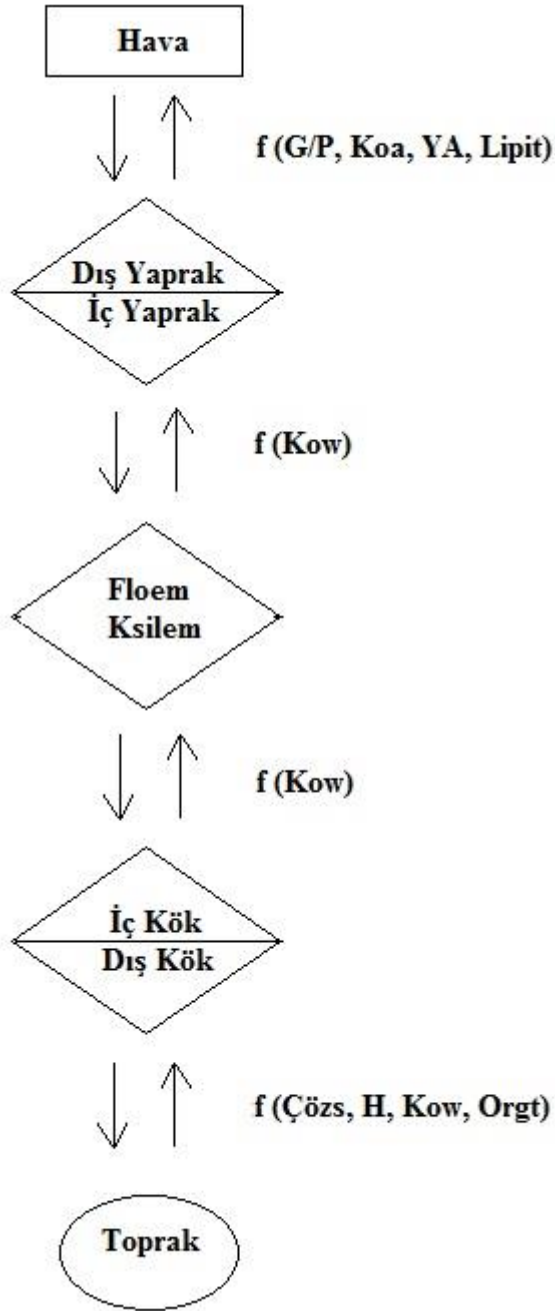 Hava
f (G/P, Koa, YA, Lipit)
Dış Yaprak
İç Yaprak
f (Kow)
Floem
Ksilem
f (Kow)
İç Kök
Dış Kök
f (Çözs, H, Kow, Orgt)
Toprak